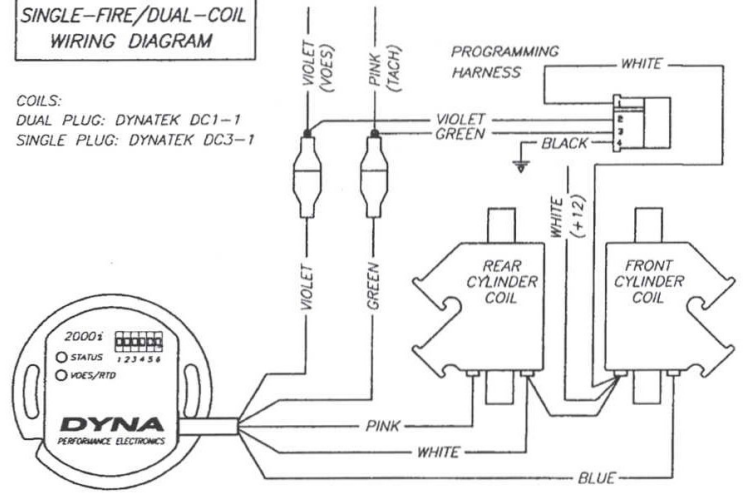 SINGLE-FIRE/DUAL-COIL
WIRING DIAGRAM
COILS:
DUAL PLUG: DYNATEK DC1-1
SINGLE PLUG: DYNATEK DC3-1
VIOLET
(VOES)
PINK
(TACH)
PROGRAMMING
HARNESS
WHITE
1
2
3
4
VIOLET
GREEN
BLACK
WHITE
(+12)
VIOLET
GREEN
REAR
CYLINDER
COIL
FRONT
CYLINDER
COIL
2000i
STATUS
1 2 3 4 5 6
VOES/RTD
DYNA
PERFORMANCE ELECTRONICS
PINK
WHITE
BLUE